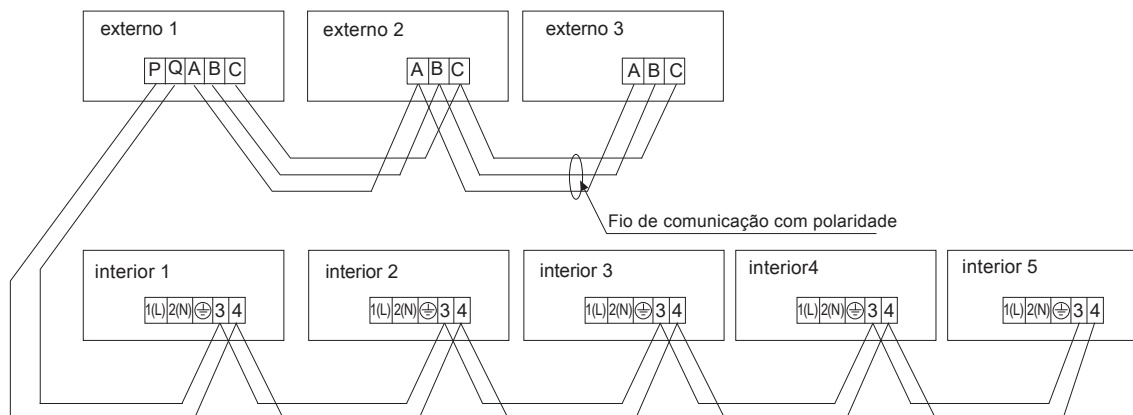 externo 1
P Q A B C
externo 2
A B C
externo 3
A B C
Fio de comunicação com polaridade
interior 1
1(L) 2(N) 3 4
interior 2
1(L) 2(N) 3 4
interior 3
1(L) 2(N) 3 4
interior4
1(L) 2(N) 3 4
interior 5
1(L) 2(N) 3 4